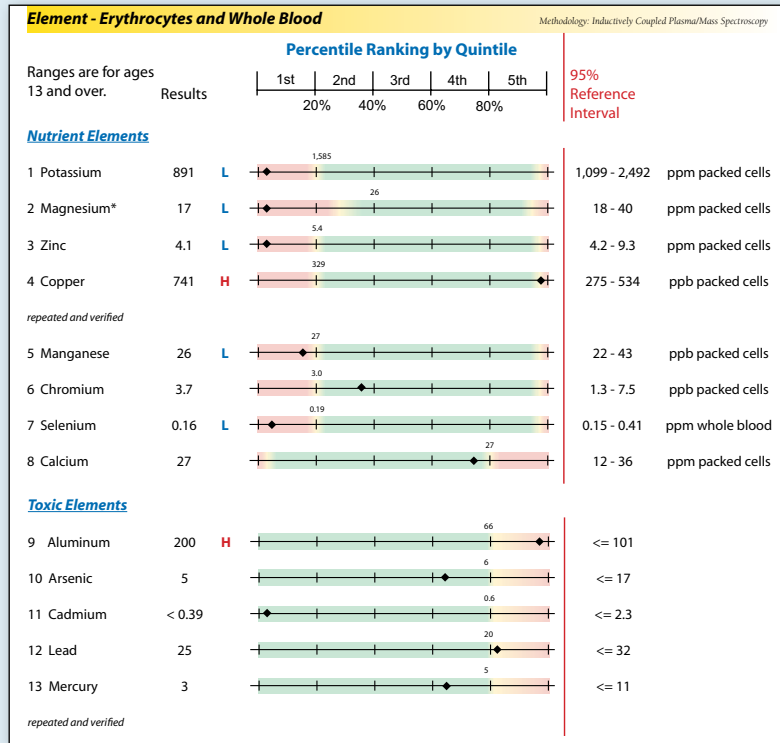 Element - Erythrocytes and Whole Blood
Methodology: Inductively Coupled Plasma/Mass Spectroscopy
Percentile Ranking by Quintile
Ranges are for ages 13 and over.
Results
1st 2nd 3rd 4th 5th
20% 40% 60% 80%
95% Reference Interval
Nutrient Elements
1,585
1 Potassium 891 L 1,099 - 2,492 ppm packed cells
26
2 Magnesium* 17 L 18 - 40 ppm packed cells
5.4
3 Zinc 4.1 L 4.2 - 9.3 ppm packed cells
329
4 Copper 741 H 275 - 534 ppb packed cells
repeated and verified
27
5 Manganese 26 L 22 - 43 ppb packed cells
3.0
6 Chromium 3.7 1.3 - 7.5 ppb packed cells
0.19
7 Selenium 0.16 L 0.15 - 0.41 ppm whole blood
27
8 Calcium 27 12 - 36 ppm packed cells
Toxic Elements
66
9 Aluminum 200 H <= 101
6
10 Arsenic 5 <= 17
0.6
11 Cadmium < 0.39 <= 2.3
20
12 Lead 25 <= 32
5
13 Mercury 3 <= 11
repeated and verified